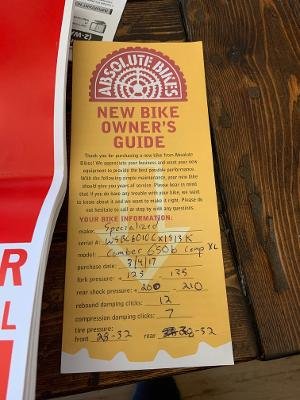 ABSOLUTE BIKES
NEW BIKE
OWNER'S
GUIDE
Thank you for purchasing a new bike from Absolute
Bikes! We appreciate your business and want your new
equipment to provide the best possible performance.
With the following simple maintenance, your new bike
should give you years of service. Please bear in mind
that if you do have any trouble with your bike, we want
to know about it and we want to make it right. Please do
not hesitate to call or stop by with any questions.
YOUR BIKE INFORMATION:
make: Specialized
serial #: WSBC6010
model: Camber 650b Comp XL
purchase date: 3/4/17
fork pressure: + 125 - 135
rear shock pressure: + 200 - 210
rebound damping clicks: 12
compression damping clicks: 7
tire pressure:
front 28-32 rear 28-32
R
L